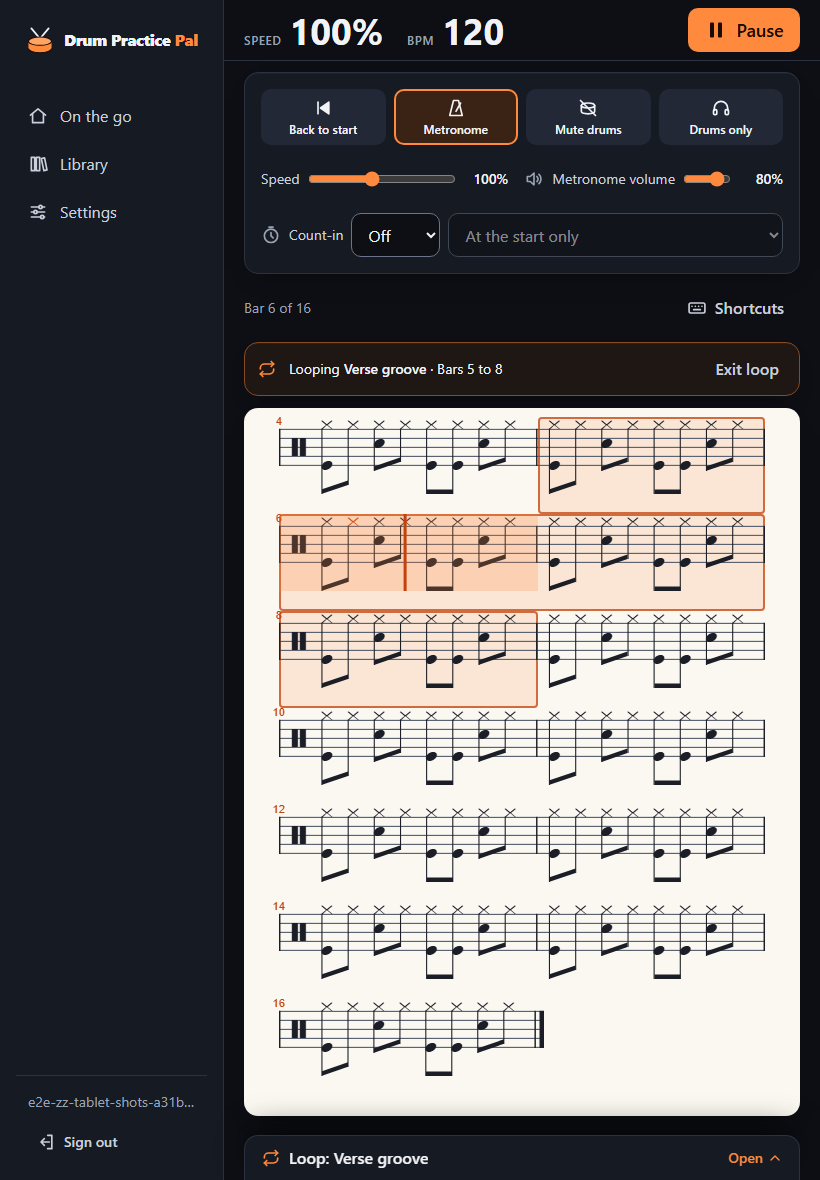 Drum Practice Pal
On the go
Library
Settings
e2e-zz-tablet-shots-a31b...
Sign out
SPEED 100% BPM 120
Pause
Back to start
Metronome
Mute drums
Drums only
Speed 100% Metronome volume 80%
Count-in Off At the start only
Bar 6 of 16
Shortcuts
Looping Verse groove · Bars 5 to 8
Exit loop
4
6
8
10
12
14
16
Loop: Verse groove
Open